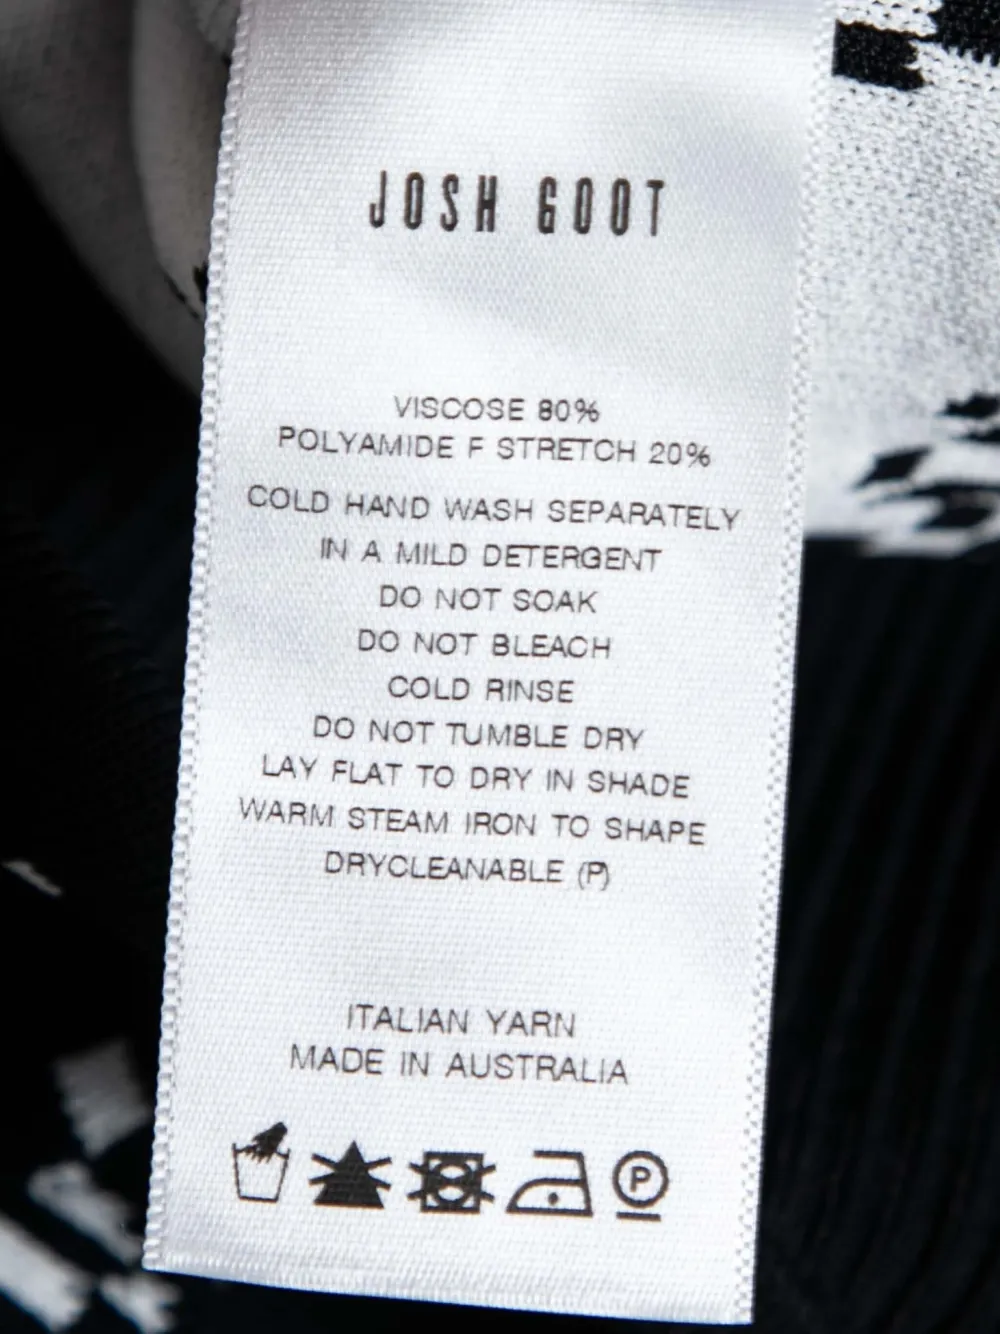 JOSH GOOT
VISCOSE 80%
POLYAMIDE F STRETCH 20%
COLD HAND WASH SEPARATELY
IN A MILD DETERGENT
DO NOT SOAK
DO NOT BLEACH
COLD RINSE
DO NOT TUMBLE DRY
LAY FLAT TO DRY IN SHADE
WARM STEAM IRON TO SHAPE
DRYCLEANABLE (P)
ITALIAN YARN
MADE IN AUSTRALIA
P